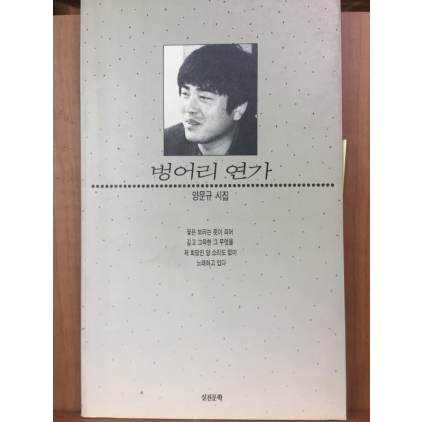 벙어리 연가
양문규 시집
꽃은 보라는 듯이 피어
깊고 그윽한 그 무엇을
제 희망인 양 소리도 없이
노래하고 있다
실천문학